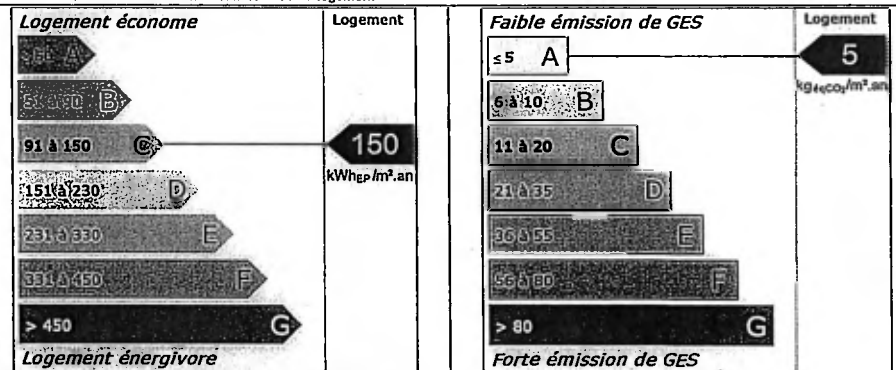 Logement économe
Logement
A
51 à 90 B
91 à 150 C
150
kWhEP/m².an
151 à 230 D
231 à 330 E
331 à 450 F
> 450 G
Logement énergivore
Faible émission de GES
Logement
≤ 5 A
5
kgéqCO₂/m².an
6 à 10 B
11 à 20 C
21 à 35 D
36 à 55 E
56 à 80 F
> 80 G
Forte émission de GES